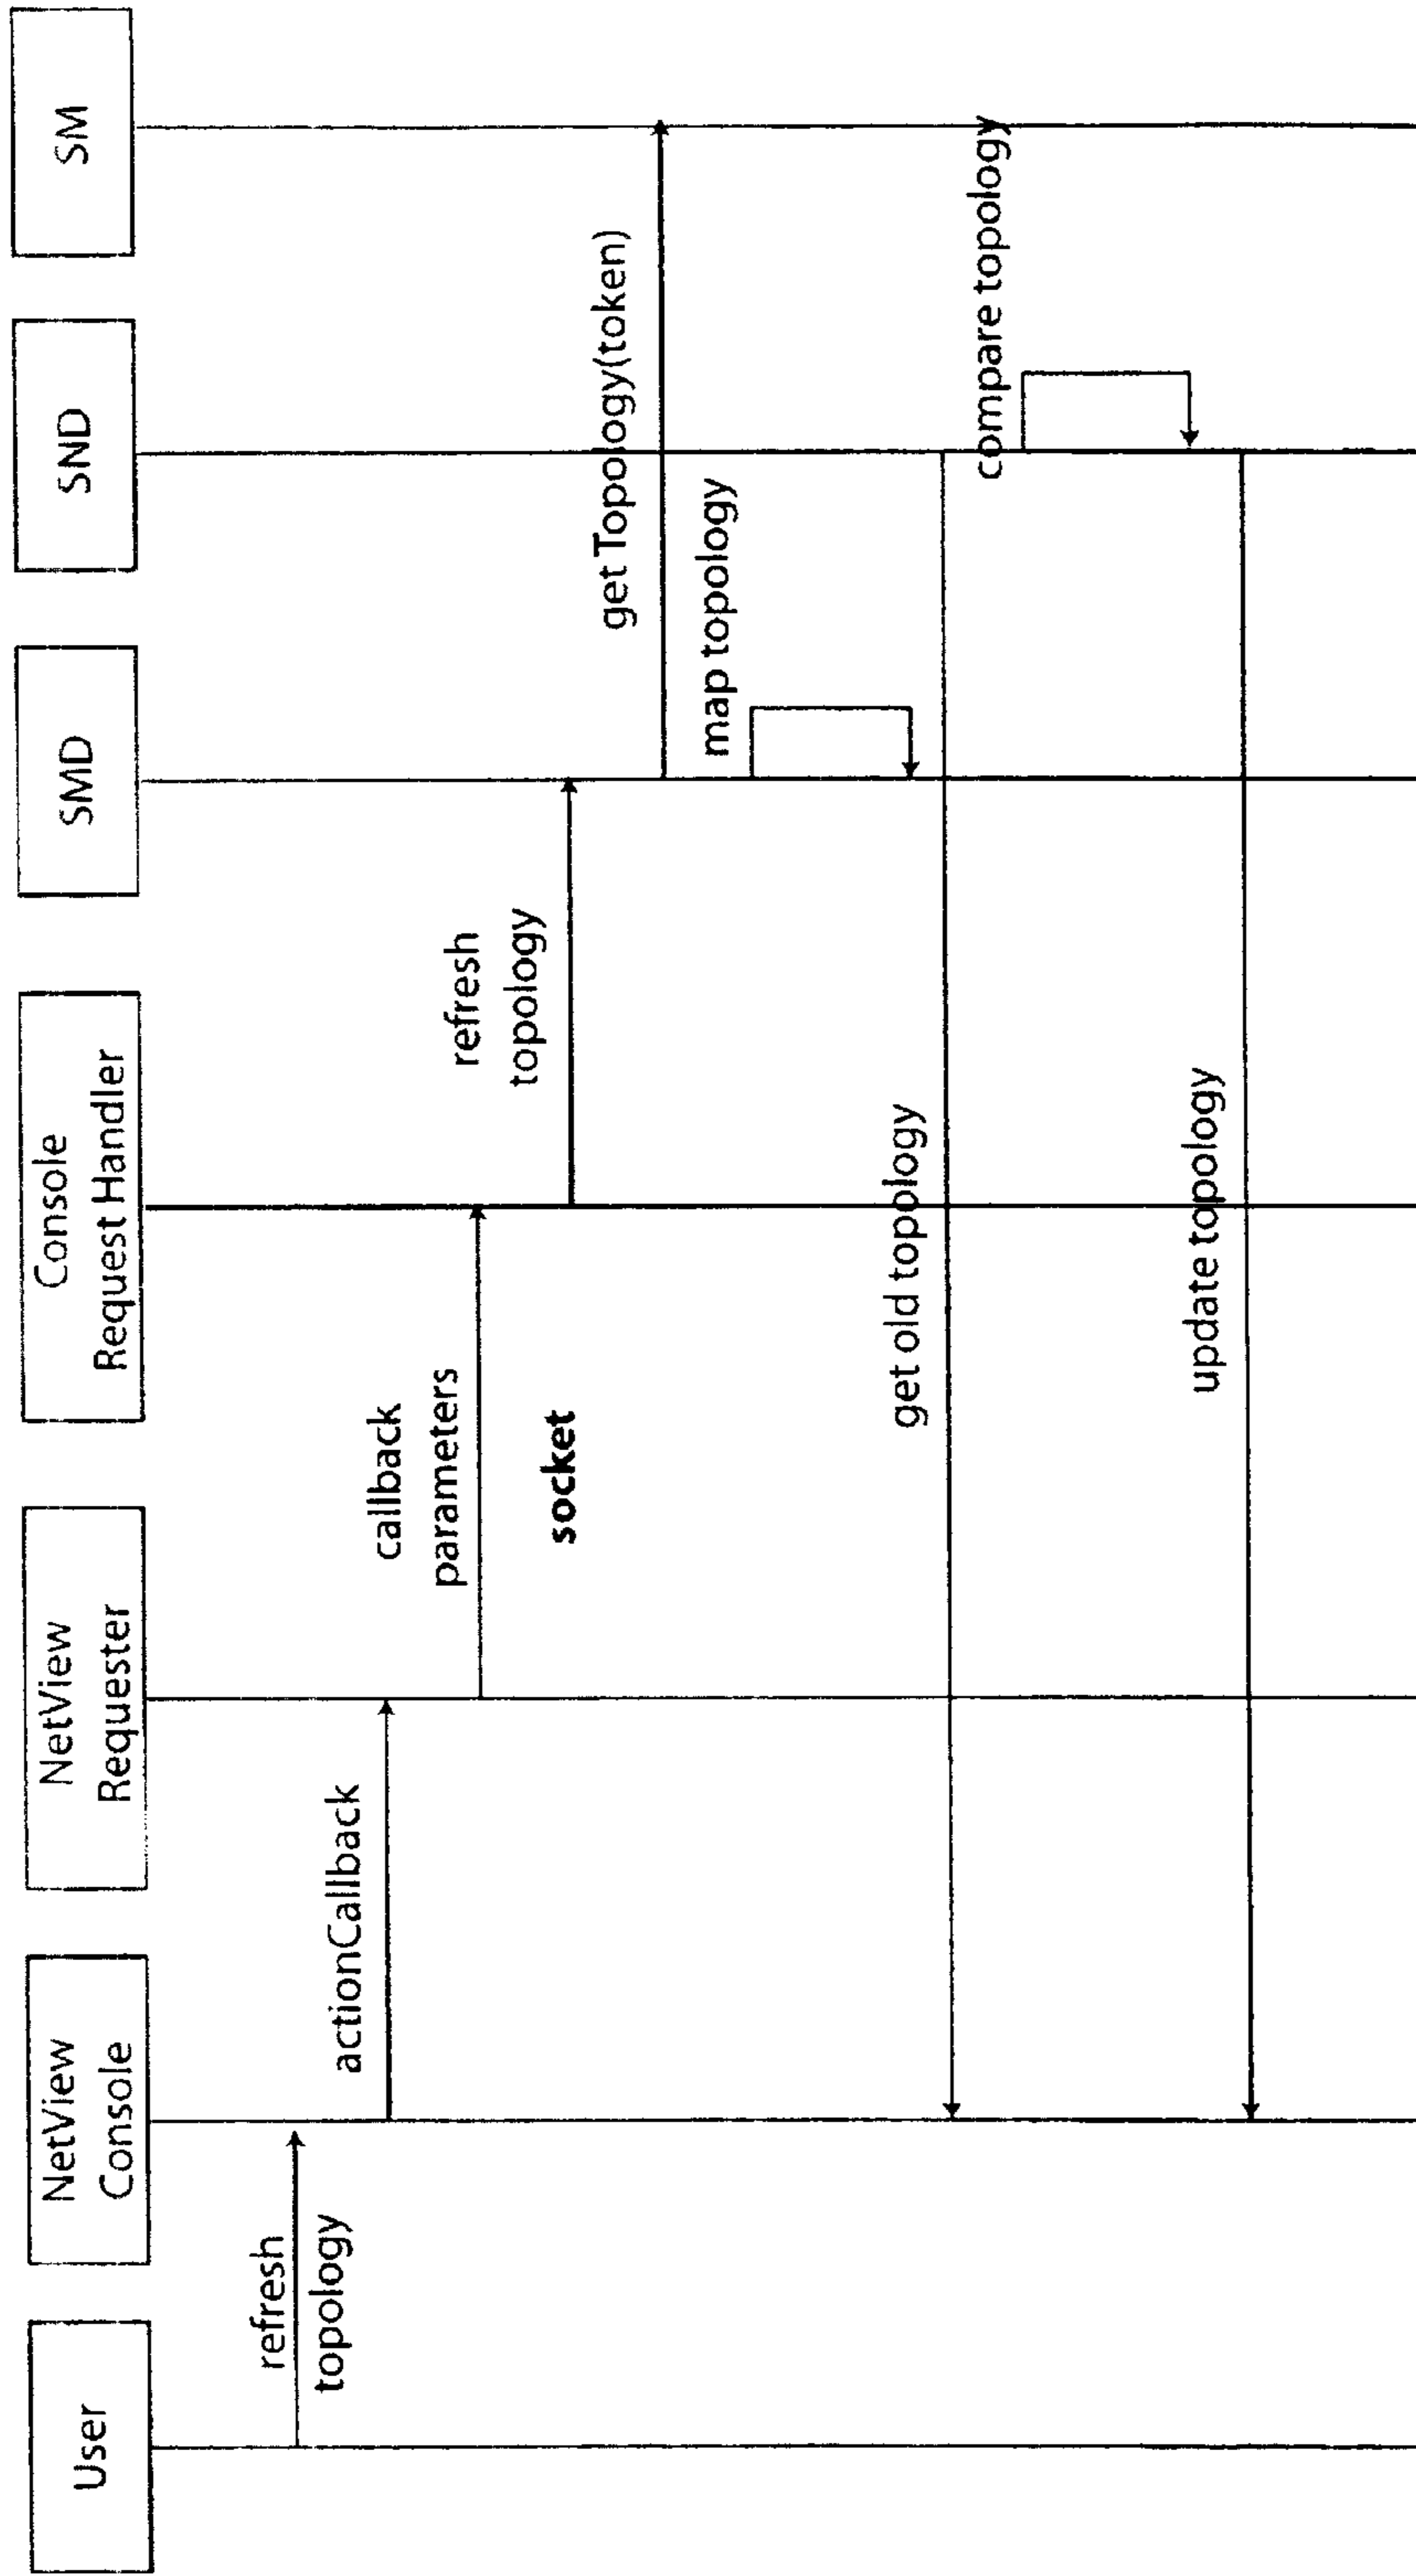 User
NetView
Console
NetView
Requester
Console
Request Handler
SMD
SND
SM
refresh
topology
actionCallback
callback
parameters
socket
refresh
topology
get Topology(token)
map topology
get old topology
compare topology
update topology